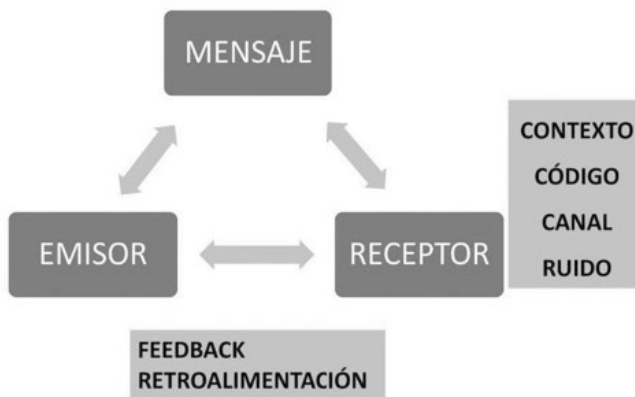 MENSAJE
CONTEXTO
CÓDIGO
CANAL
RUIDO
EMISOR
RECEPTOR
FEEDBACK
RETROALIMENTACIÓN